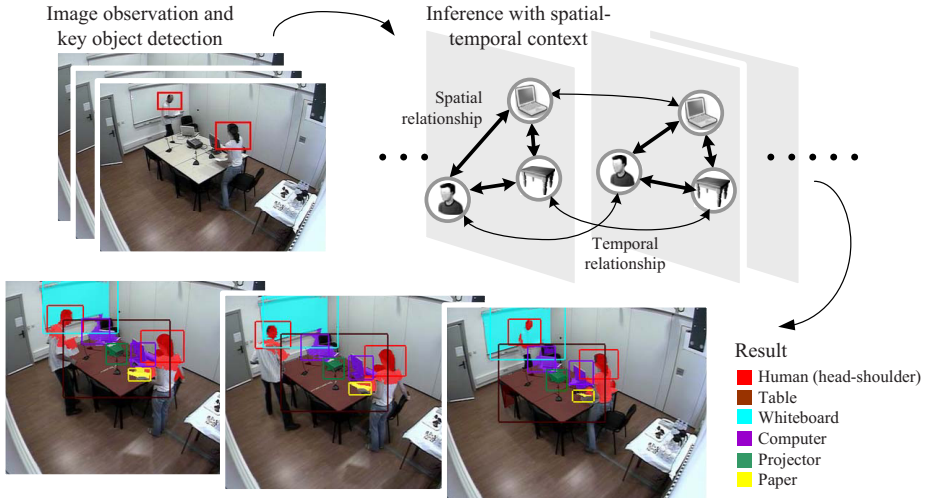 Image observation and
key object detection
Inference with spatial-
temporal context
Spatial
relationship
Temporal
relationship
Result
Human (head-shoulder)
Table
Whiteboard
Computer
Projector
Paper